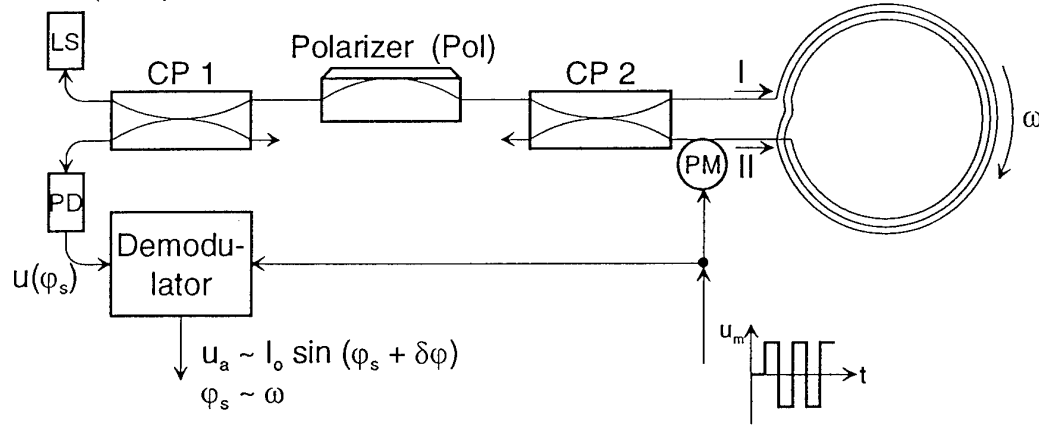 LS
CP 1
Polarizer (Pol)
CP 2
I
ω
II
PM
PD
u(φₛ)
Demodu-
lator
uₐ ~ Iₒ sin (φₛ + δφ)
φₛ ~ ω
uₘ
t